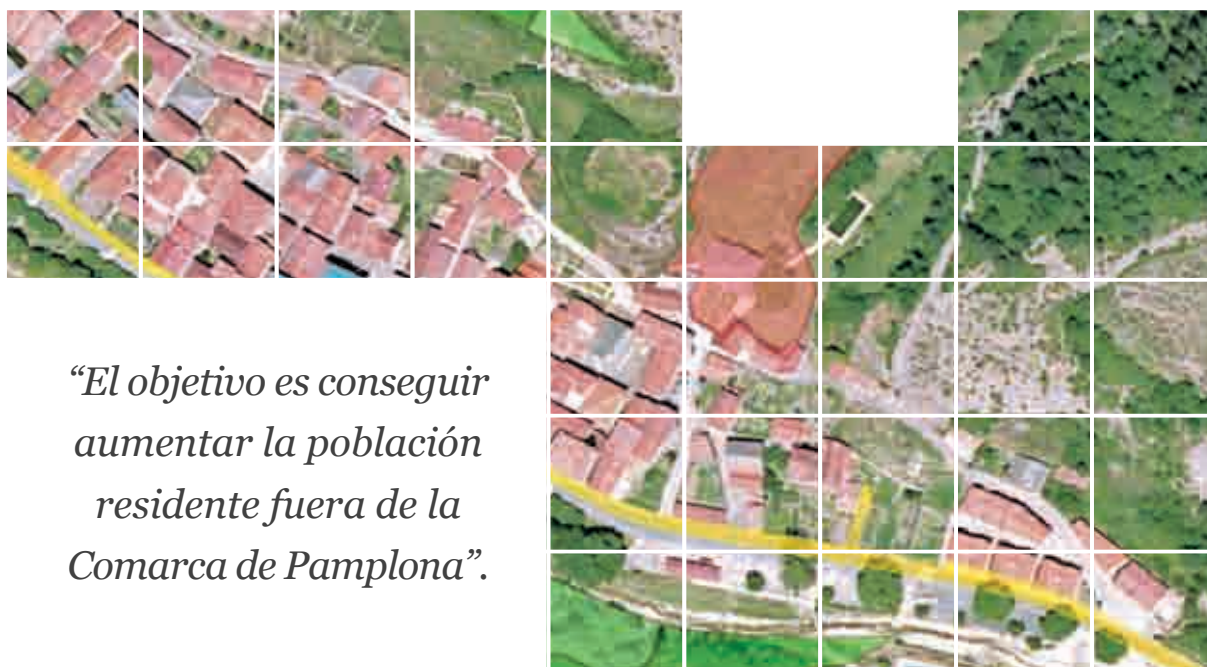 “El objetivo es conseguir
aumentar la población
residente fuera de la
Comarca de Pamplona”.